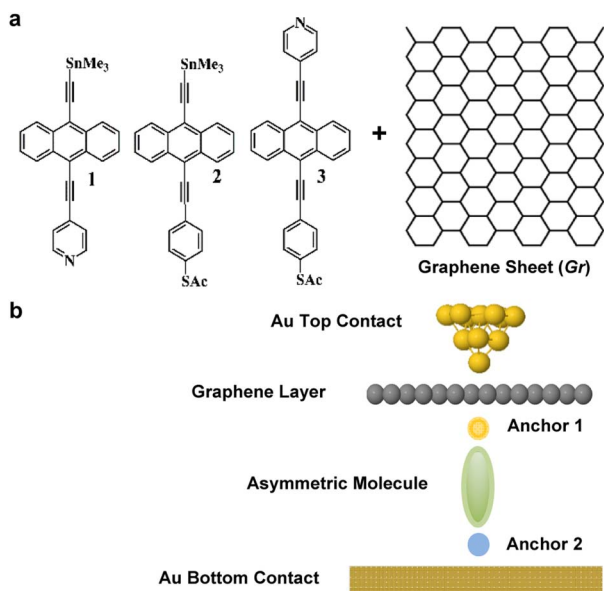 a
SnMe3
SnMe3
N
1
2
3
+
N
SAc
SAc
Graphene Sheet (Gr)
b
Au Top Contact
Graphene Layer
Anchor 1
Asymmetric Molecule
Anchor 2
Au Bottom Contact